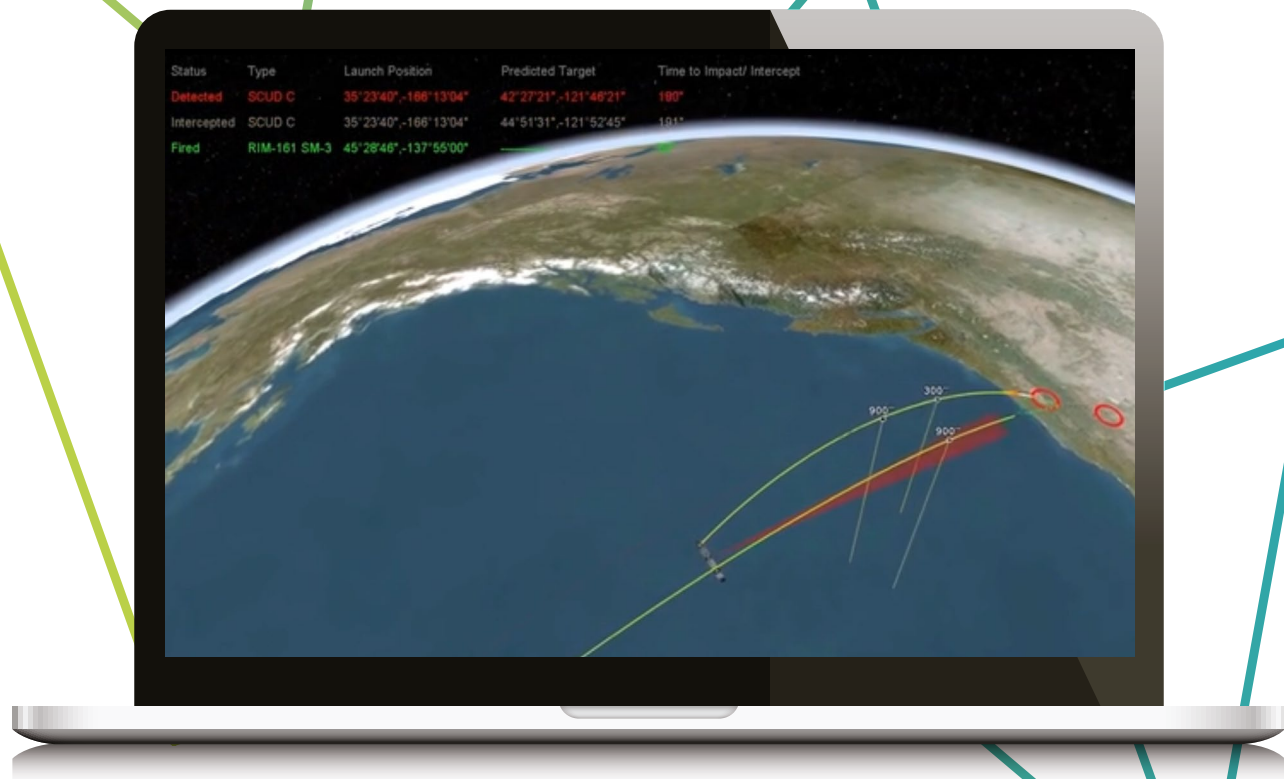 Status Type Launch Position Predicted Target Time to Impact/ Intercept
Detected SCUD C 35°23'40",-166°13'04" 42°27'21",-121°46'21" 190"
Intercepted SCUD C 35°23'40",-166°13'04" 44°51'31",-121°52'45" 191"
Fired RIM-161 SM-3 45°28'46",-137°55'00"
300
900
900